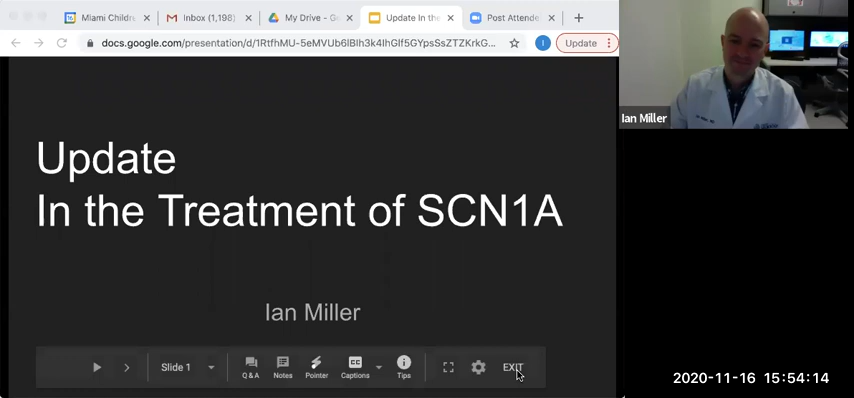 Miami Childr
Inbox (1,198)
My Drive - G
Update In the
Post Attende
docs.google.com/presentation/d/1RtfhMU-5eMVUb6lBIh3k4IhGIf5GYpsSsZTZKrkG...
I
Update
Ian Miller
Update
In the Treatment of SCN1A
Ian Miller
Slide 1
Q & A
Notes
Pointer
CC
Captions
Tips
EXIT
2020-11-16 15:54:14